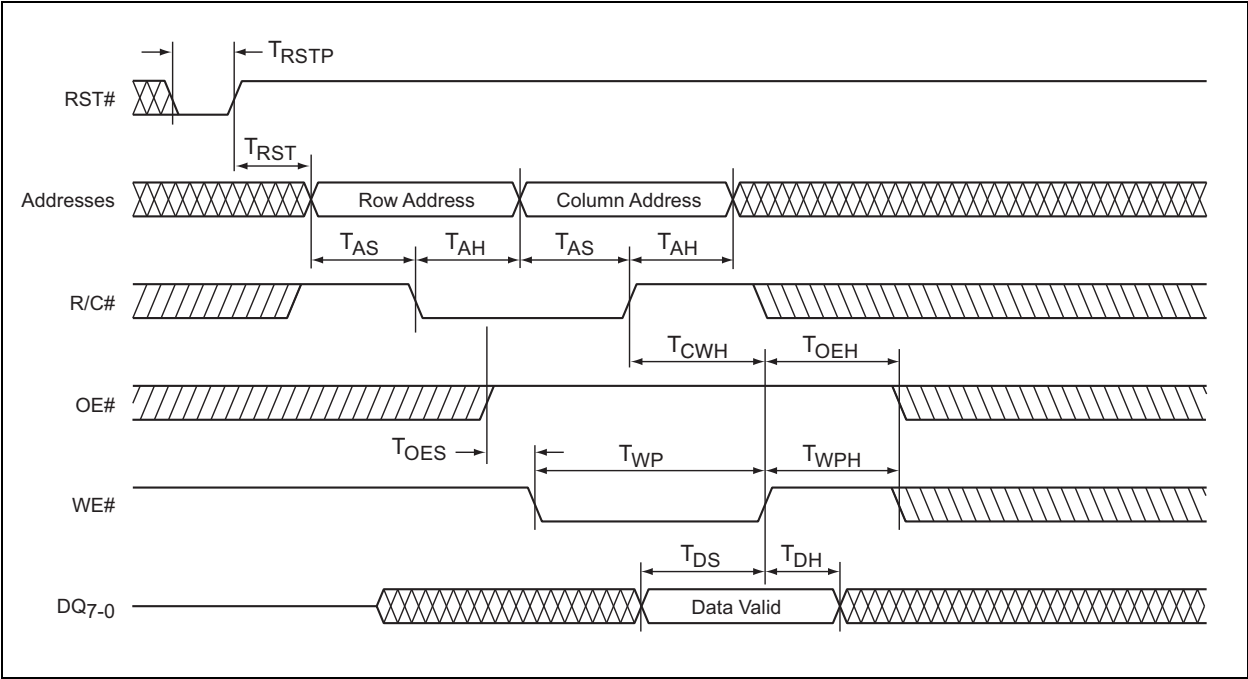 TRSTP
RST#
TRST
Addresses
Row Address
Column Address
TAS
TAH
TAS
TAH
R/C#
TCWH
TOEH
OE#
TOES
TWP
TWPH
WE#
TDS
TDH
DQ7-0
Data Valid